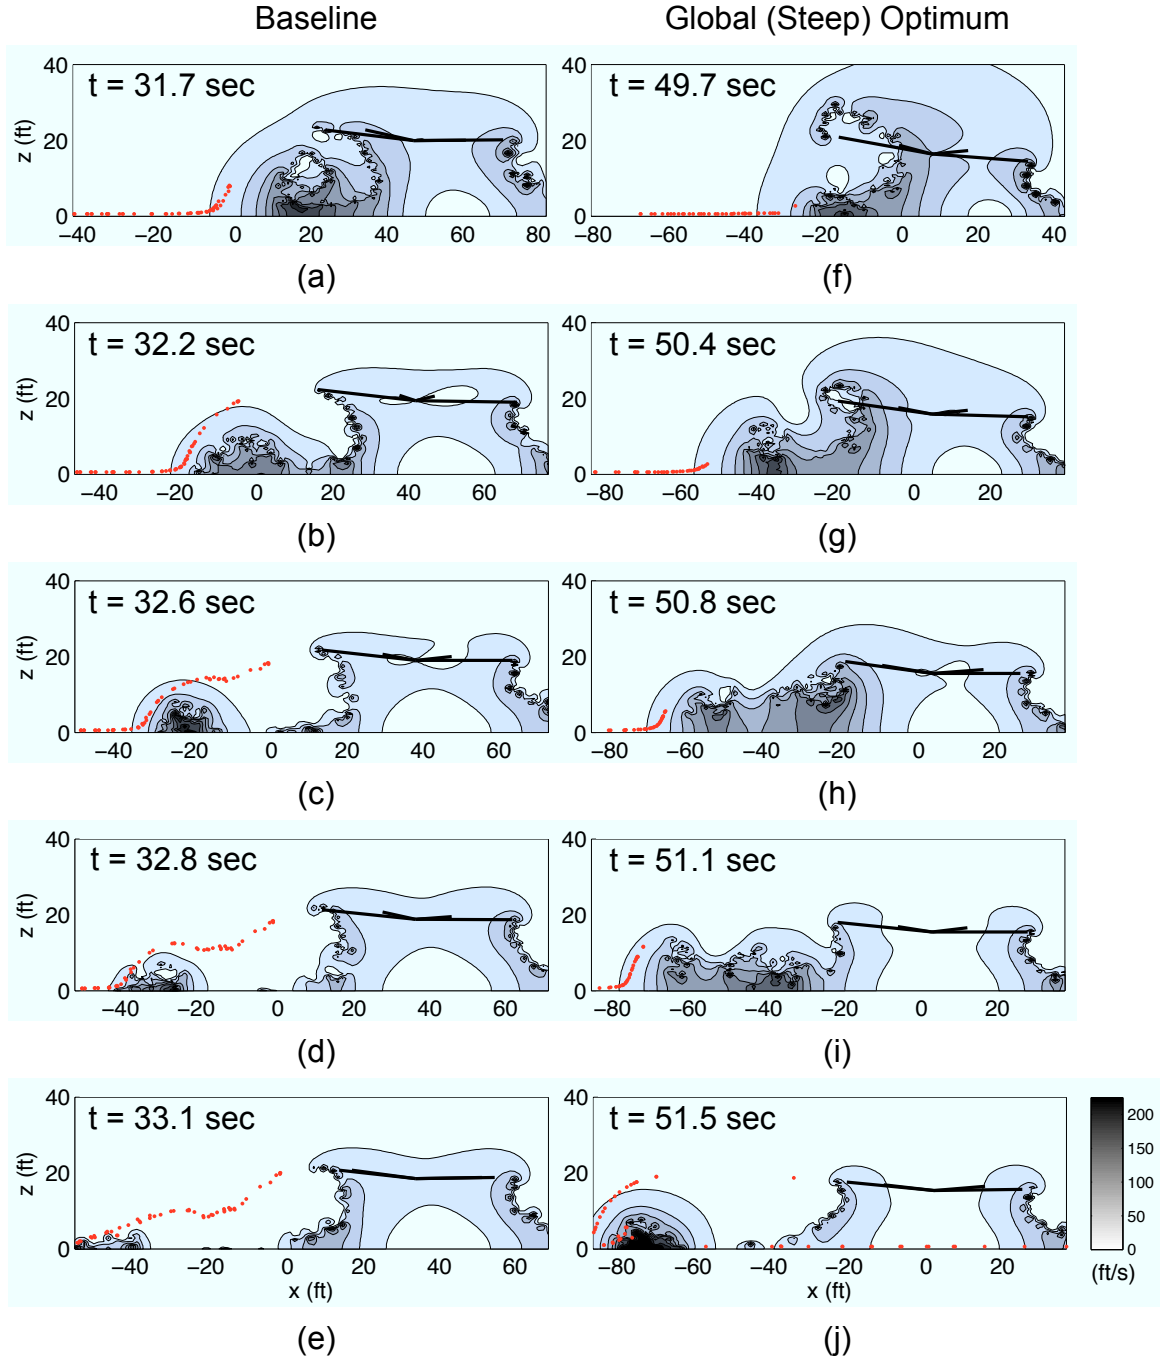 Baseline
Global (Steep) Optimum
t = 31.7 sec
z (ft)
40
20
0
−40 −20 0 20 40 60 80
(a)
t = 49.7 sec
40
20
0
−80 −60 −40 −20 0 20 40
(f)
t = 32.2 sec
z (ft)
40
20
0
−40 −20 0 20 40 60
(b)
t = 50.4 sec
40
20
0
−80 −60 −40 −20 0 20
(g)
t = 32.6 sec
z (ft)
40
20
0
−40 −20 0 20 40 60
(c)
t = 50.8 sec
40
20
0
−80 −60 −40 −20 0 20
(h)
t = 32.8 sec
z (ft)
40
20
0
−40 −20 0 20 40 60
(d)
t = 51.1 sec
40
20
0
−80 −60 −40 −20 0 20
(i)
t = 33.1 sec
z (ft)
40
20
0
−40 −20 0 20 40 60
x (ft)
(e)
t = 51.5 sec
40
20
0
−80 −60 −40 −20 0 20
x (ft)
(j)
200
150
100
50
0
(ft/s)